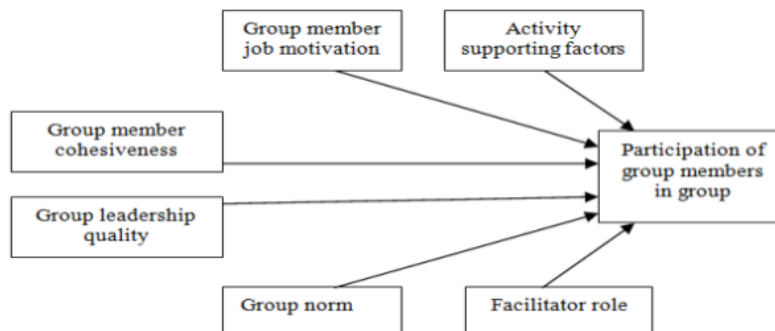 Group member
job motivation
Activity
supporting factors
Group member
cohesiveness
Participation of
group members
in group
Group leadership
quality
Group norm
Facilitator role